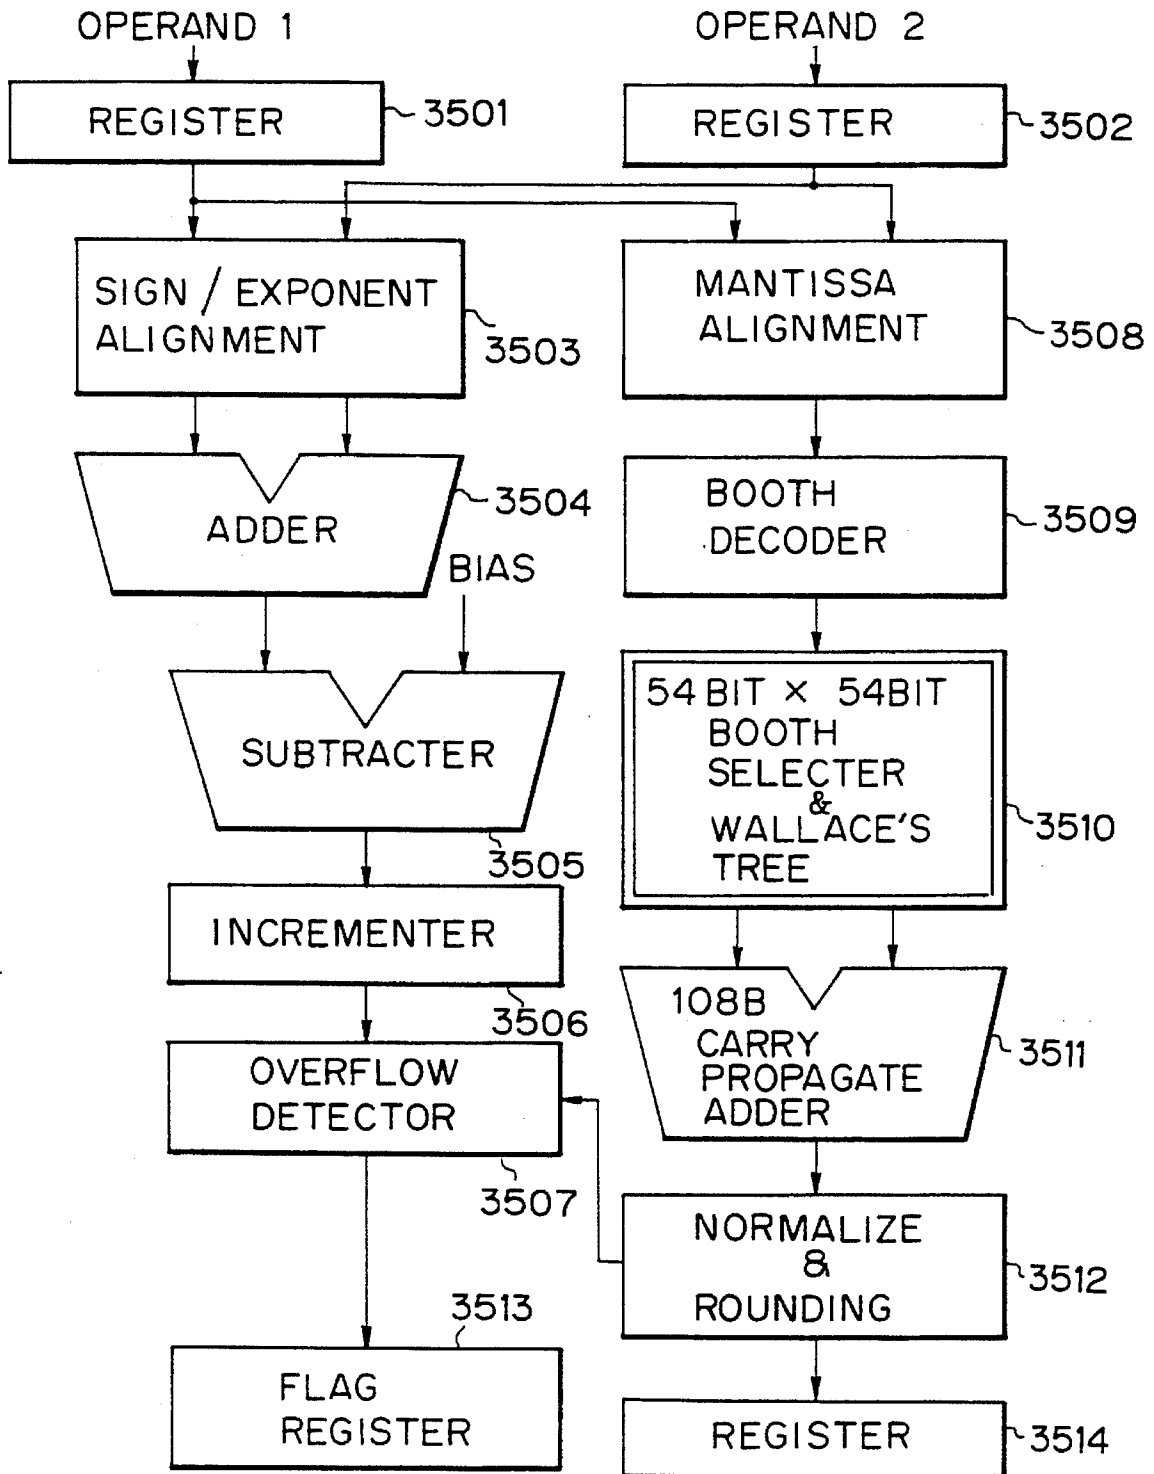 OPERAND 1
OPERAND 2
REGISTER
3501
REGISTER
3502
SIGN / EXPONENT
ALIGNMENT
3503
MANTISSA
ALIGNMENT
3508
ADDER
3504
BIAS
BOOTH
DECODER
3509
SUBTRACTER
3505
54 BIT × 54BIT
BOOTH
SELECTER
&
WALLACE'S
TREE
3510
INCREMENTER
3506
108B
CARRY
PROPAGATE
ADDER
3511
OVERFLOW
DETECTOR
3507
NORMALIZE
&
ROUNDING
3512
3513
FLAG
REGISTER
REGISTER
3514